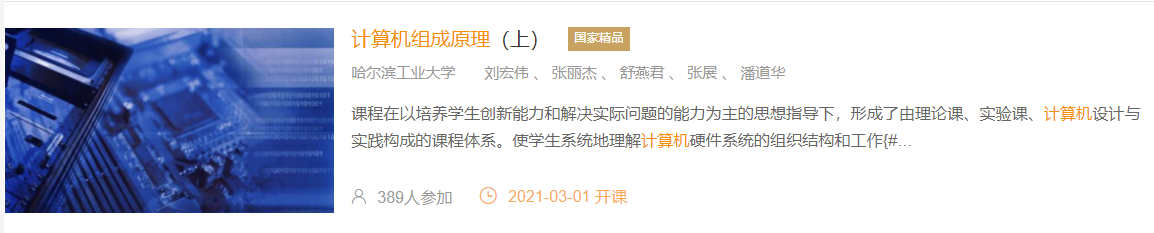 计算机组成原理（上） 国家精品
哈尔滨工业大学 刘宏伟 、 张丽杰 、 舒燕君 、 张展 、 潘道华
课程在以培养学生创新能力和解决实际问题的能力为主的思想指导下，形成了由理论课、实验课、计算机设计与
实践构成的课程体系。使学生系统地理解计算机硬件系统的组织结构和工作{#...
389人参加 2021-03-01 开课